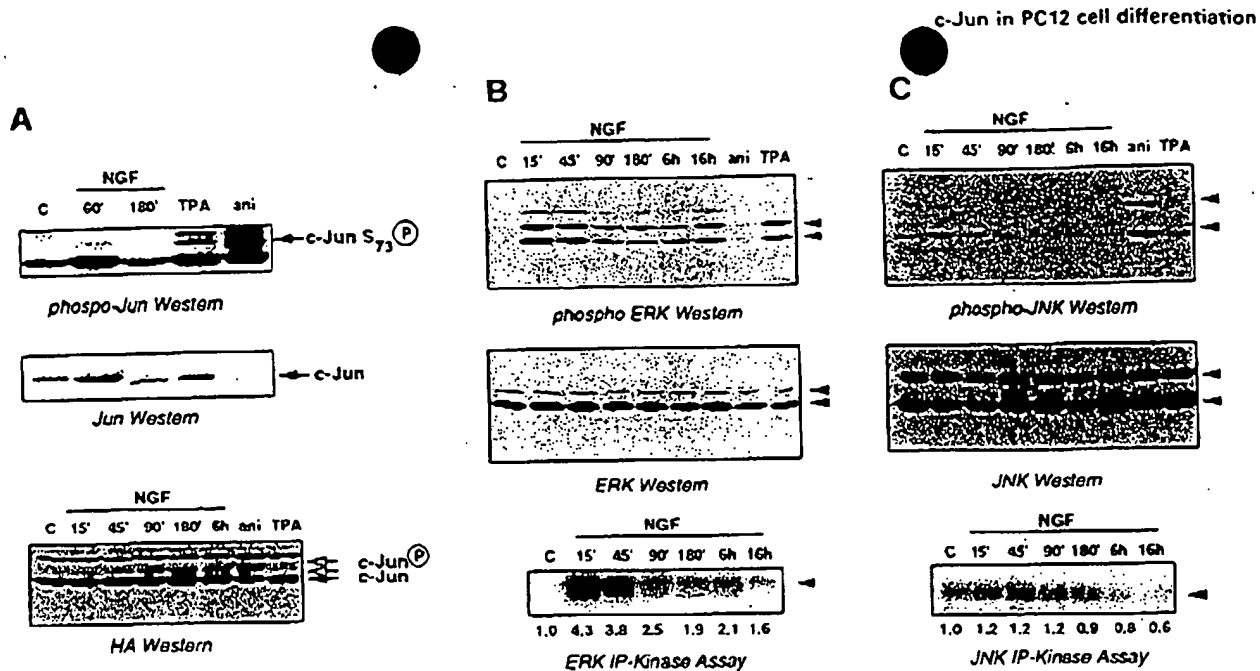 c-Jun in PC12 cell differentiation
A
NGF
C 60' 180' TPA ani
c-Jun S73 P
phospo-Jun Western
c-Jun
Jun Western
NGF
C 15' 45' 90' 180' 6h ani TPA
c-Jun P
c-Jun
HA Western
B
NGF
C 15' 45' 90' 180' 6h 16h ani TPA
phospho ERK Western
ERK Western
NGF
C 15' 45' 90' 180' 6h 16h
1.0 4.3 3.8 2.5 1.9 2.1 1.6
ERK IP-Kinase Assay
C
NGF
C 15' 45' 90' 180' 6h 16h ani TPA
phospho-JNK Western
JNK Western
NGF
C 15' 45' 90' 180' 6h 16h
1.0 1.2 1.2 1.2 0.9 0.8 0.6
JNK IP-Kinase Assay